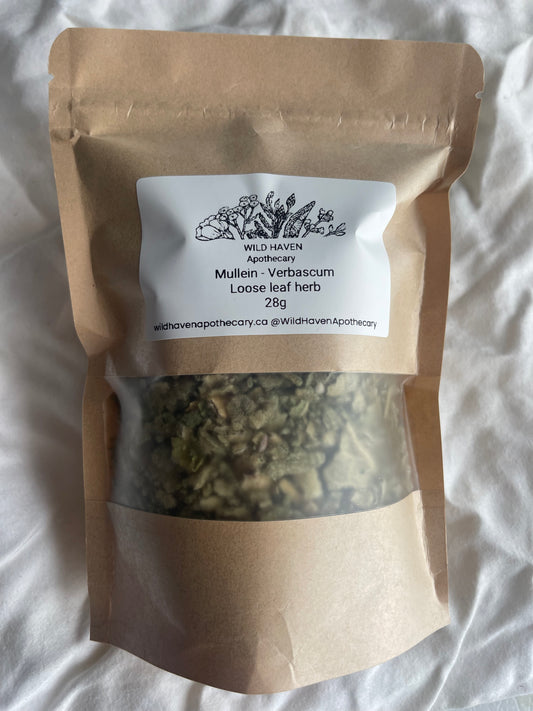 WILD HAVEN
Apothecary
Mullein - Verbascum
Loose leaf herb
28g
wildhavenapothecary.ca @WildHavenApothecary